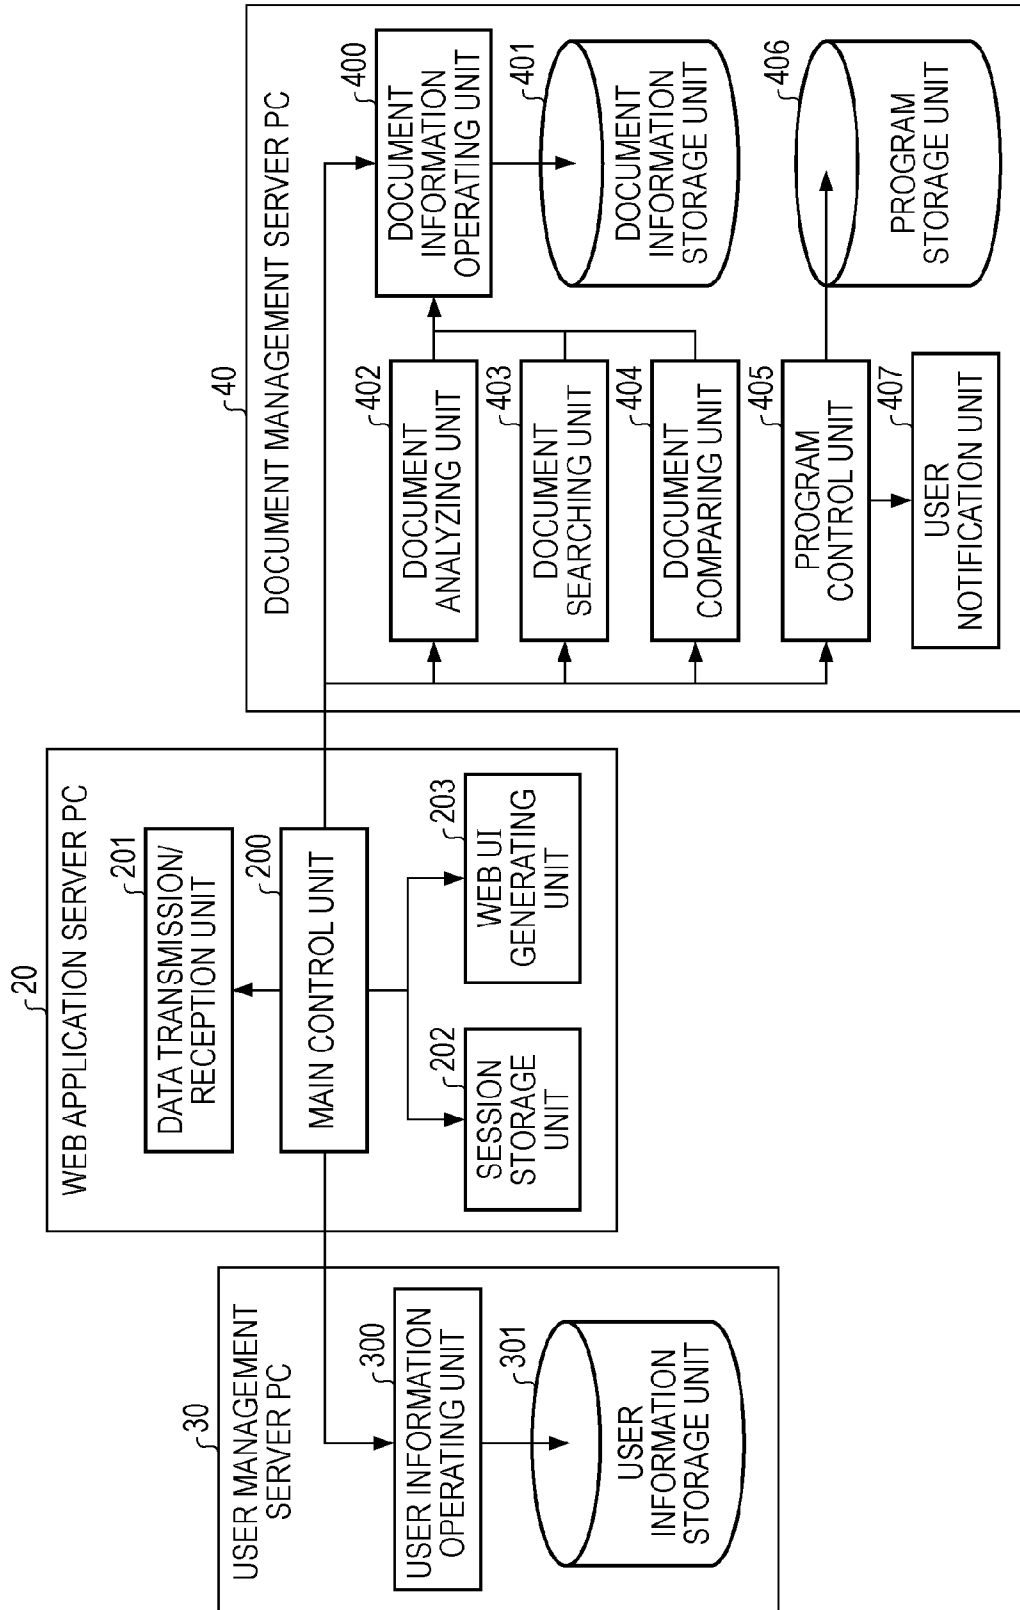 30
USER MANAGEMENT
SERVER PC
300
USER INFORMATION
OPERATING UNIT
301
USER
INFORMATION
STORAGE UNIT
20
WEB APPLICATION SERVER PC
201
DATA TRANSMISSION/
RECEPTION UNIT
200
MAIN CONTROL UNIT
202
SESSION
STORAGE
UNIT
203
WEB UI
GENERATING
UNIT
40
DOCUMENT MANAGEMENT SERVER PC
400
DOCUMENT
INFORMATION
OPERATING UNIT
401
DOCUMENT
INFORMATION
STORAGE UNIT
402
DOCUMENT
ANALYZING UNIT
403
DOCUMENT
SEARCHING UNIT
404
DOCUMENT
COMPARING UNIT
405
PROGRAM
CONTROL UNIT
406
PROGRAM
STORAGE UNIT
407
USER
NOTIFICATION UNIT